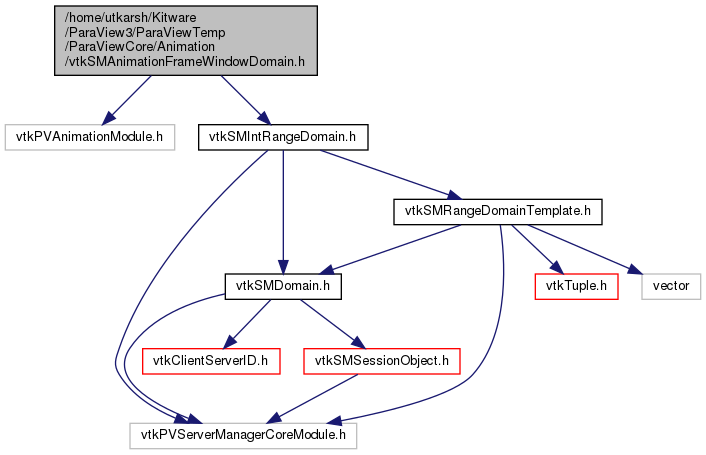 /home/utkarsh/Kitware
/ParaView3/ParaViewTemp
/ParaViewCore/Animation
/vtkSMAnimationFrameWindowDomain.h
vtkPVAnimationModule.h
vtkSMIntRangeDomain.h
vtkSMRangeDomainTemplate.h
vtkSMDomain.h
vtkTuple.h
vector
vtkClientServerID.h
vtkSMSessionObject.h
vtkPVServerManagerCoreModule.h